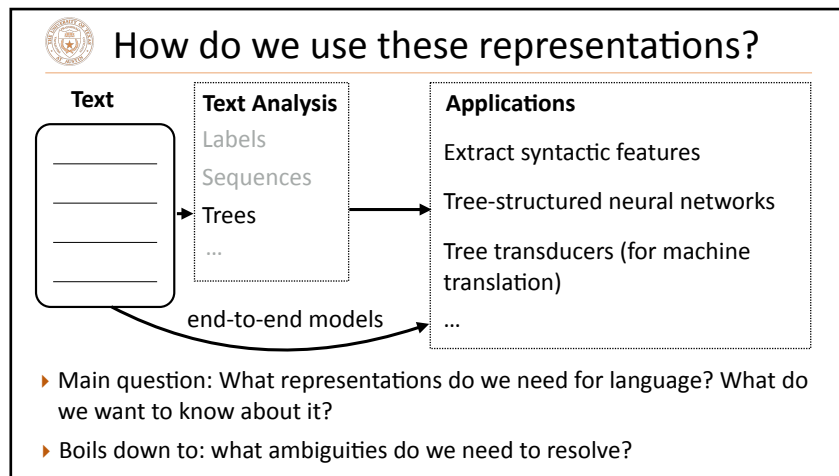 How do we use these representations?
Text
Text Analysis
Labels
Sequences
Trees
...
Applications
Extract syntactic features
Tree-structured neural networks
Tree transducers (for machine
translation)
...
end-to-end models
Main question: What representations do we need for language? What do
we want to know about it?
Boils down to: what ambiguities do we need to resolve?